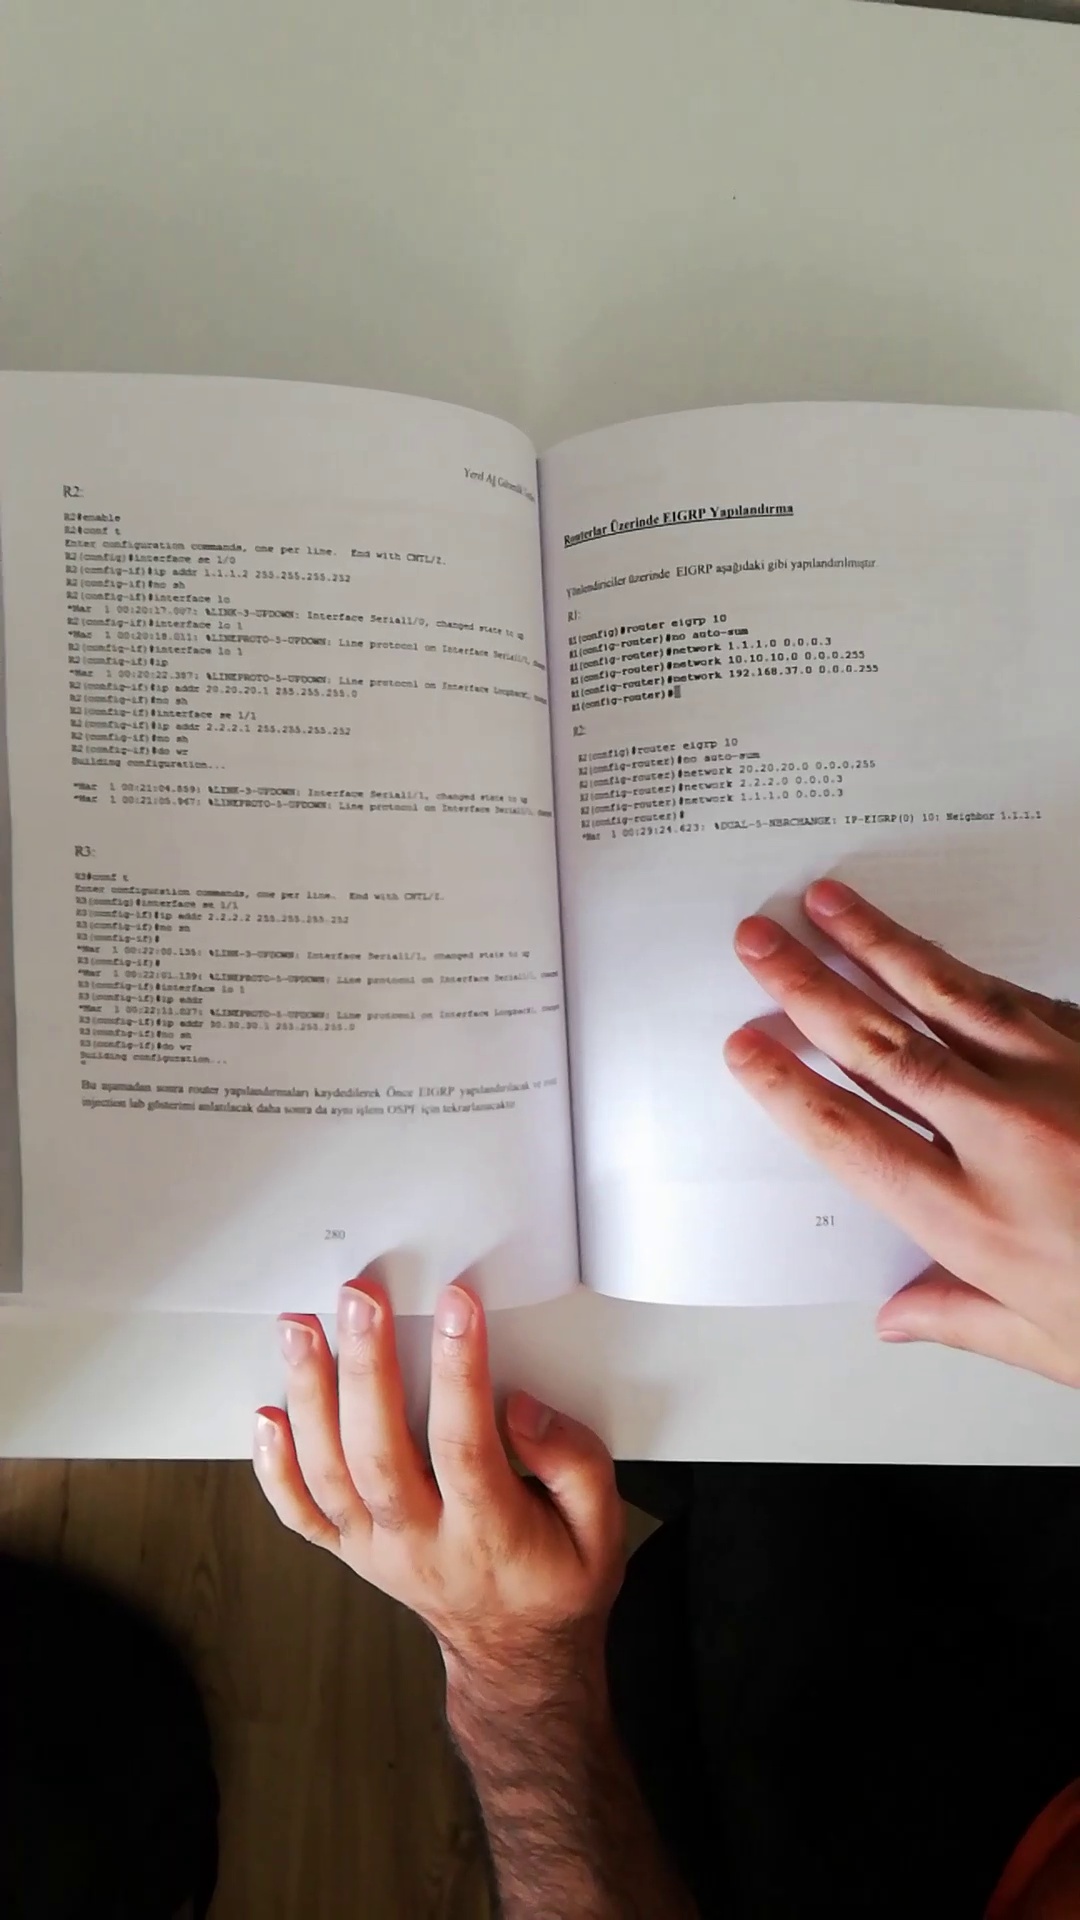 Yerel Ağ Güvenlik
R2:
R2#enable
R2#conf t
Enter configuration commands, one per line.  End with CNTL/Z.
R2(config)#interface se 1/0
R2(config-if)#ip addr 1.1.1.2 255.255.255.252
R2(config-if)#no sh
R2(config-if)#interface lo
*Mar  1 00:20:17.007: %LINK-3-UPDOWN: Interface Serial1/0, changed state to up
R2(config-if)#interface lo 1
*Mar  1 00:20:18.011: %LINEPROTO-5-UPDOWN: Line protocol on Interface
R2(config-if)#interface lo 1
R2(config-if)#ip
*Mar  1 00:20:22.387: %LINEPROTO-5-UPDOWN: Line protocol on Interface
R2(config-if)#ip addr 20.20.20.1 255.255.255.0
R2(config-if)#no sh
R2(config-if)#interface se 1/1
R2(config-if)#ip addr 2.2.2.1 255.255.255.252
R2(config-if)#no sh
R2(config-if)#do wr
Building configuration...
*Mar  1 00:21:04.859: %LINK-3-UPDOWN: Interface Serial1/1, changed state to up
*Mar  1 00:21:05.967: %LINEPROTO-5-UPDOWN: Line protocol on Interface
R3:
R3#conf t
Enter configuration commands, one per line.  End with CNTL/Z.
R3(config)#interface se 1/1
R3(config-if)#ip addr 2.2.2.2 255.255.255.252
R3(config-if)#no sh
R3(config-if)#
*Mar  1 00:22:00.135: %LINK-3-UPDOWN: Interface Serial1/1, changed state to up
R3(config-if)#
*Mar  1 00:22:01.139: %LINEPROTO-5-UPDOWN: Line protocol on Interface
R3(config-if)#interface lo 1
R3(config-if)#ip addr
*Mar  1 00:22:11.027: %LINEPROTO-5-UPDOWN: Line protocol on Interface
R3(config-if)#ip addr 30.30.30.1 255.255.255.0
R3(config-if)#no sh
R3(config-if)#do wr
Building configuration...
Bu aşamadan sonra router yapılandırmaları kaydedilerek Önce EIGRP yapılandırılacak ve
injection lab gösterimi anlatılacak daha sonra da aynı işlem OSPF için tekrarlanacaktır
280
Routerlar Üzerinde EIGRP Yapılandırma
Yönlendiriciler üzerinde EIGRP aşağıdaki gibi yapılandırılmıştır.
R1:
R1(config)#router eigrp 10
R1(config-router)#no auto-sum
R1(config-router)#network 1.1.1.0 0.0.0.3
R1(config-router)#network 10.10.10.0 0.0.0.255
R1(config-router)#network 192.168.37.0 0.0.0.255
R1(config-router)#
R2:
R2(config)#router eigrp 10
R2(config-router)#no auto-sum
R2(config-router)#network 20.20.20.0 0.0.0.255
R2(config-router)#network 2.2.2.0 0.0.0.3
R2(config-router)#network 1.1.1.0 0.0.0.3
R2(config-router)#
*Mar  1 00:29:24.623: %DUAL-5-NBRCHANGE: IP-EIGRP(0) 10: Neighbor 1.1.1.1
281